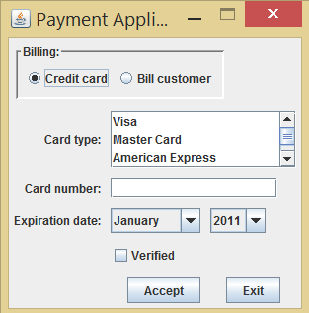 Payment Appli...
Billing:
Credit card Bill customer
Visa
Card type: Master Card
American Express
Card number:
Expiration date: January 2011
Verified
Accept Exit